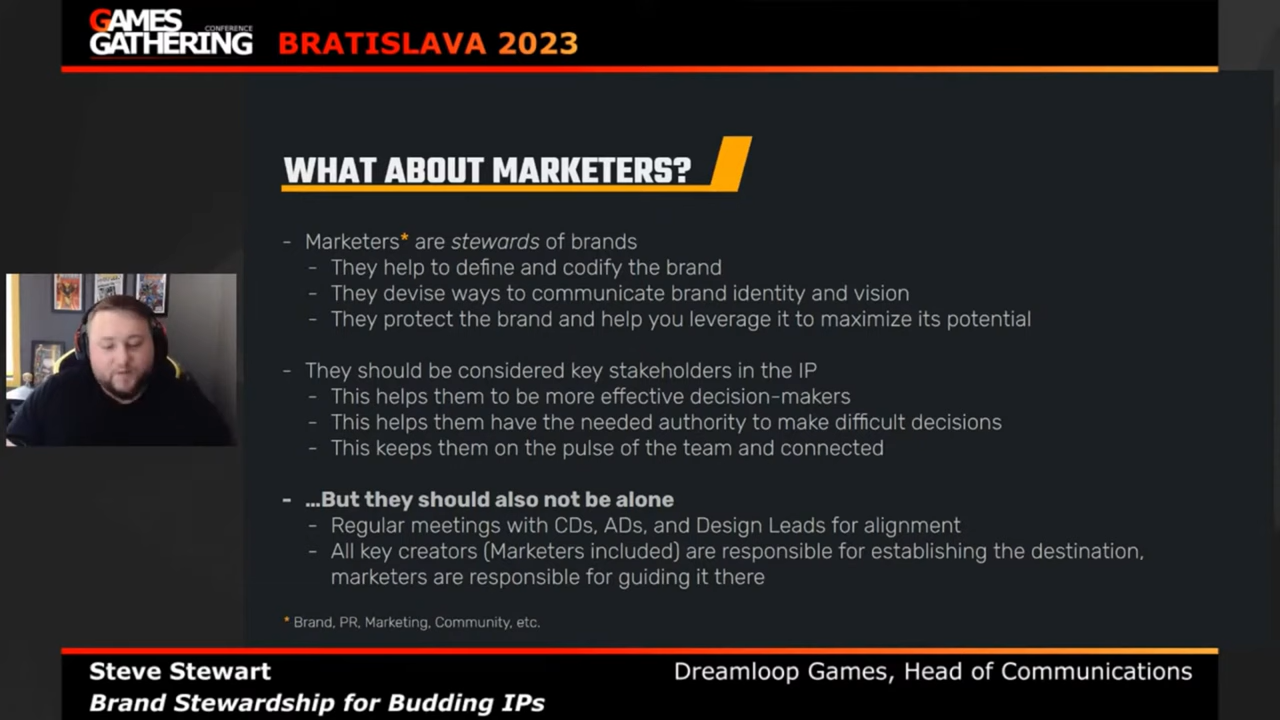 GAMES
CONFERENCE
GATHERING
BRATISLAVA 2023
WHAT ABOUT MARKETERS?
- Marketers* are stewards of brands
- They help to define and codify the brand
- They devise ways to communicate brand identity and vision
- They protect the brand and help you leverage it to maximize its potential
- They should be considered key stakeholders in the IP
- This helps them to be more effective decision-makers
- This helps them have the needed authority to make difficult decisions
- This keeps them on the pulse of the team and connected
- …But they should also not be alone
- Regular meetings with CDs, ADs, and Design Leads for alignment
- All key creators (Marketers included) are responsible for establishing the destination,
marketers are responsible for guiding it there
* Brand, PR, Marketing, Community, etc.
Steve Stewart
Dreamloop Games, Head of Communications
Brand Stewardship for Budding IPs